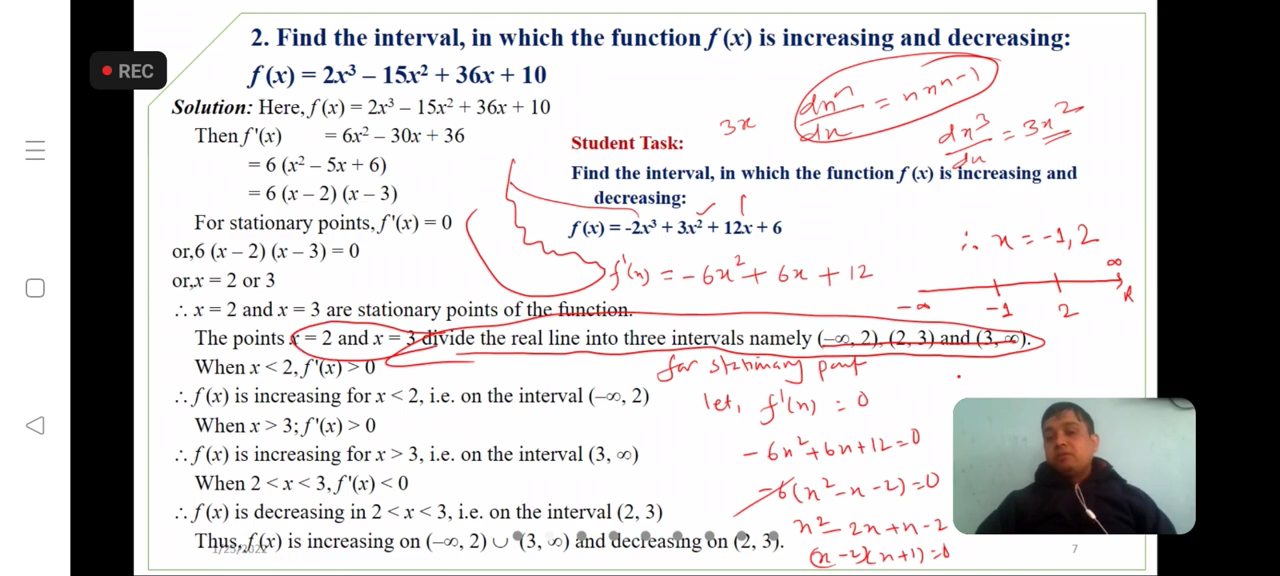 2. Find the interval, in which the function f (x) is increasing and decreasing:
REC
f (x) = 2x³ – 15x² + 36x + 10
Solution: Here, f (x) = 2x³ – 15x² + 36x + 10
Then f '(x) = 6x² – 30x + 36
= 6 (x² – 5x + 6)
= 6 (x – 2) (x – 3)
For stationary points, f '(x) = 0
or,6 (x – 2) (x – 3) = 0
or,x = 2 or 3
∴ x = 2 and x = 3 are stationary points of the function.
The points x = 2 and x = 3 divide the real line into three intervals namely (–∞, 2), (2, 3) and (3, ∞).
When x < 2, f '(x) > 0
∴ f (x) is increasing for x < 2, i.e. on the interval (–∞, 2)
When x > 3; f '(x) > 0
∴ f (x) is increasing for x > 3, i.e. on the interval (3, ∞)
When 2 < x < 3, f '(x) < 0
∴ f (x) is decreasing in 2 < x < 3, i.e. on the interval (2, 3)
Thus, f (x) is increasing on (–∞, 2) ∪ (3, ∞) and decreasing on (2, 3).
7
3x
dxⁿ/dx = nxⁿ⁻¹
dx³/dx = 3x²
Student Task:
Find the interval, in which the function f (x) is increasing and
decreasing:
f (x) = -2x³ + 3x² + 12x + 6
f'(x) = -6x² + 6x + 12
∴ x = -1, 2
-∞ -1 2 ∞ R
for stationary point
let, f'(x) = 0
-6x² + 6x + 12 = 0
-6(x² - x - 2) = 0
x² - 2x + x - 2
(x - 2)(x + 1) = 0